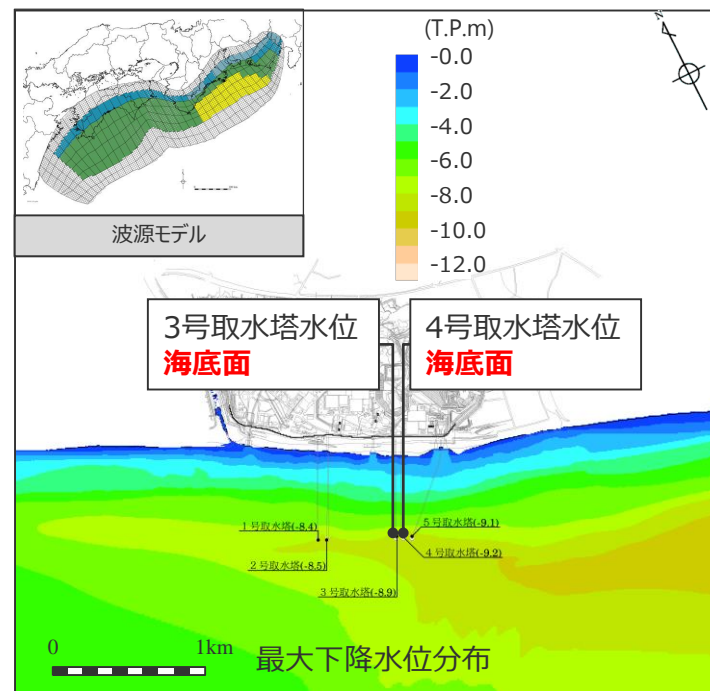 (T.P.m)
-0.0
-2.0
-4.0
-6.0
-8.0
-10.0
-12.0
N
波源モデル
3号取水塔水位
海底面
4号取水塔水位
海底面
1号取水塔(-8.4)
5号取水塔(-9.1)
2号取水塔(-8.5)
4号取水塔(-9.2)
3号取水塔(-8.9)
0 1km
最大下降水位分布